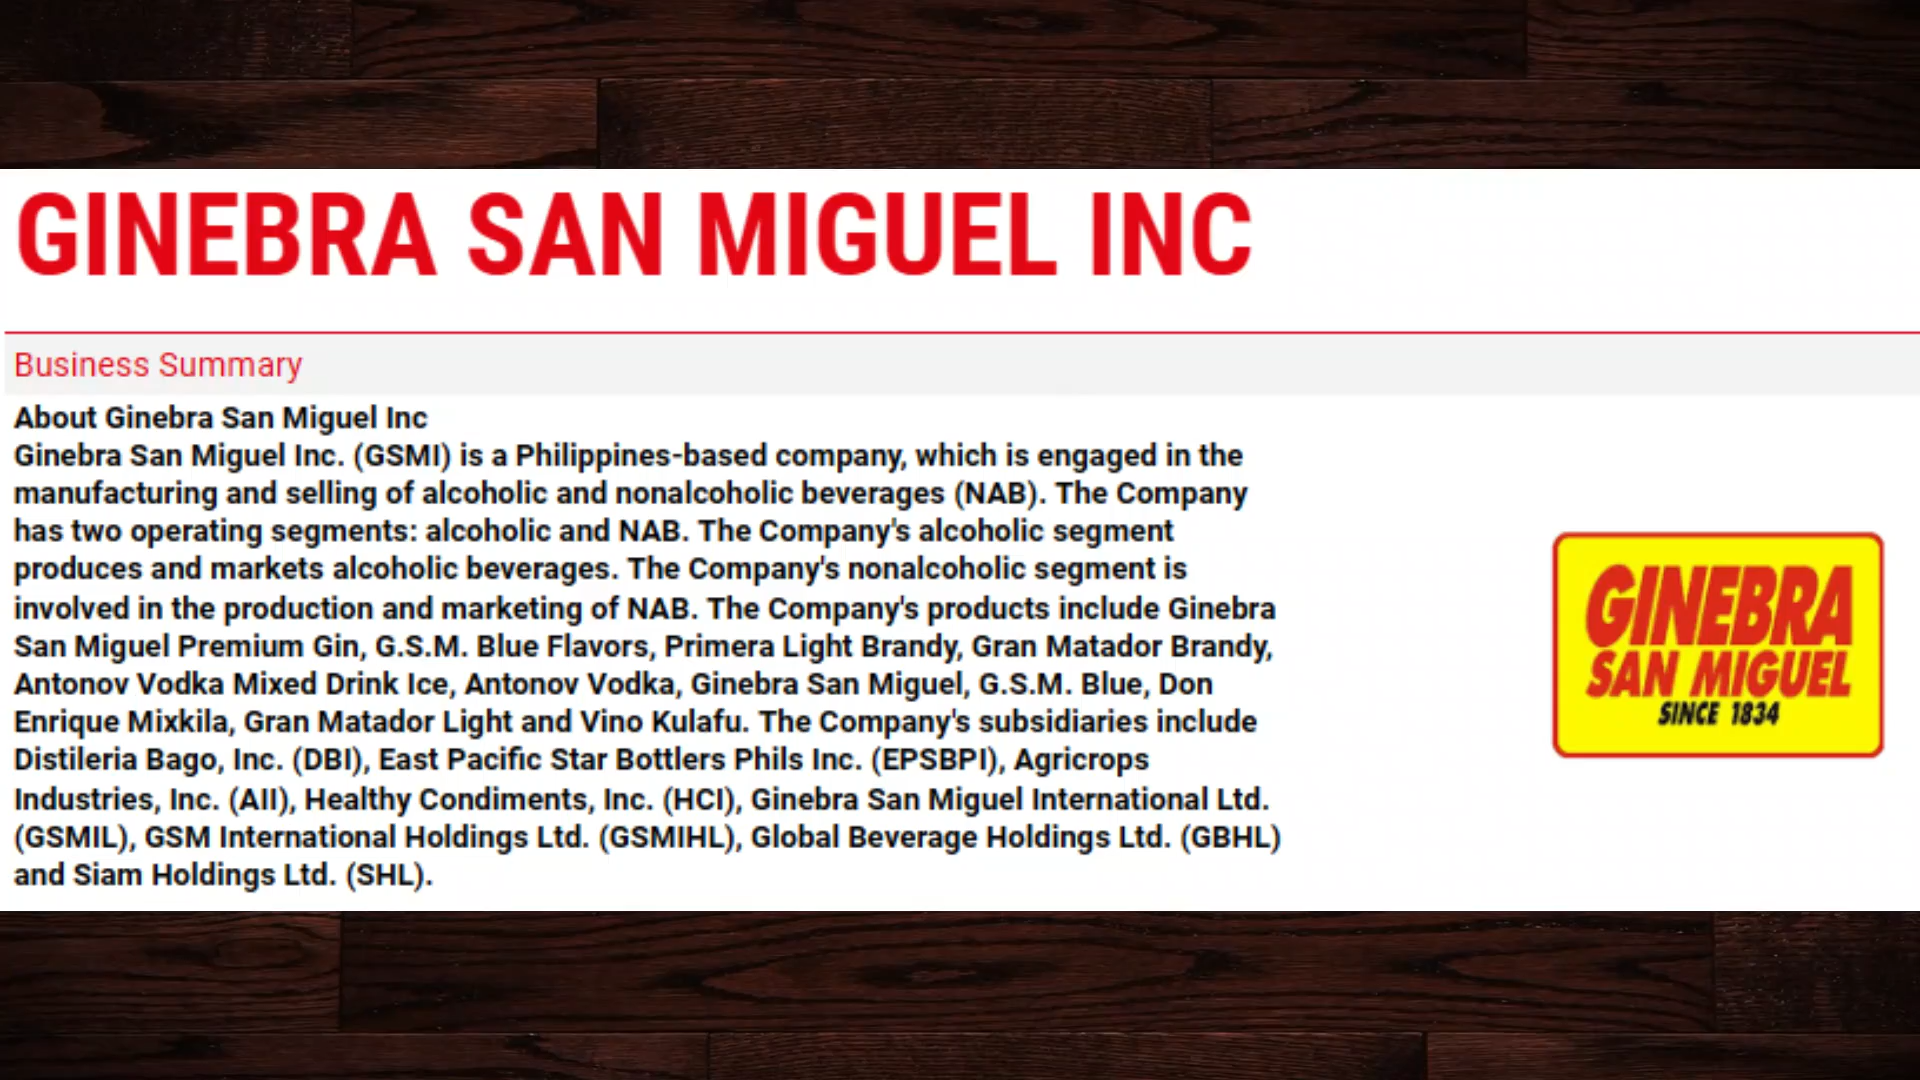 GINEBRA SAN MIGUEL INC
Business Summary
About Ginebra San Miguel Inc
Ginebra San Miguel Inc. (GSMI) is a Philippines-based company, which is engaged in the
manufacturing and selling of alcoholic and nonalcoholic beverages (NAB). The Company
has two operating segments: alcoholic and NAB. The Company's alcoholic segment
produces and markets alcoholic beverages. The Company's nonalcoholic segment is
involved in the production and marketing of NAB. The Company's products include Ginebra
San Miguel Premium Gin, G.S.M. Blue Flavors, Primera Light Brandy, Gran Matador Brandy,
Antonov Vodka Mixed Drink Ice, Antonov Vodka, Ginebra San Miguel, G.S.M. Blue, Don
Enrique Mixkila, Gran Matador Light and Vino Kulafu. The Company's subsidiaries include
Distileria Bago, Inc. (DBI), East Pacific Star Bottlers Phils Inc. (EPSBPI), Agricrops
Industries, Inc. (AII), Healthy Condiments, Inc. (HCI), Ginebra San Miguel International Ltd.
(GSMIL), GSM International Holdings Ltd. (GSMIHL), Global Beverage Holdings Ltd. (GBHL)
and Siam Holdings Ltd. (SHL).
GINEBRA
SAN MIGUEL
SINCE 1834